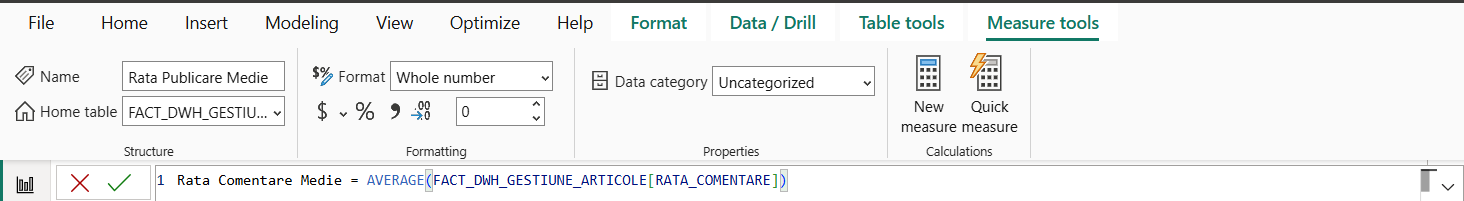 File Home Insert Modeling View Optimize Help Format Data / Drill Table tools Measure tools
Name Rata Publicare Medie $% Format Whole number Data category Uncategorized
Home table FACT_DWH_GESTIU... $ % , .00 .0 0 New measure Quick measure
Structure Formatting Properties Calculations
1 Rata Comentare Medie = AVERAGE(FACT_DWH_GESTIUNE_ARTICOLE[RATA_COMENTARE])